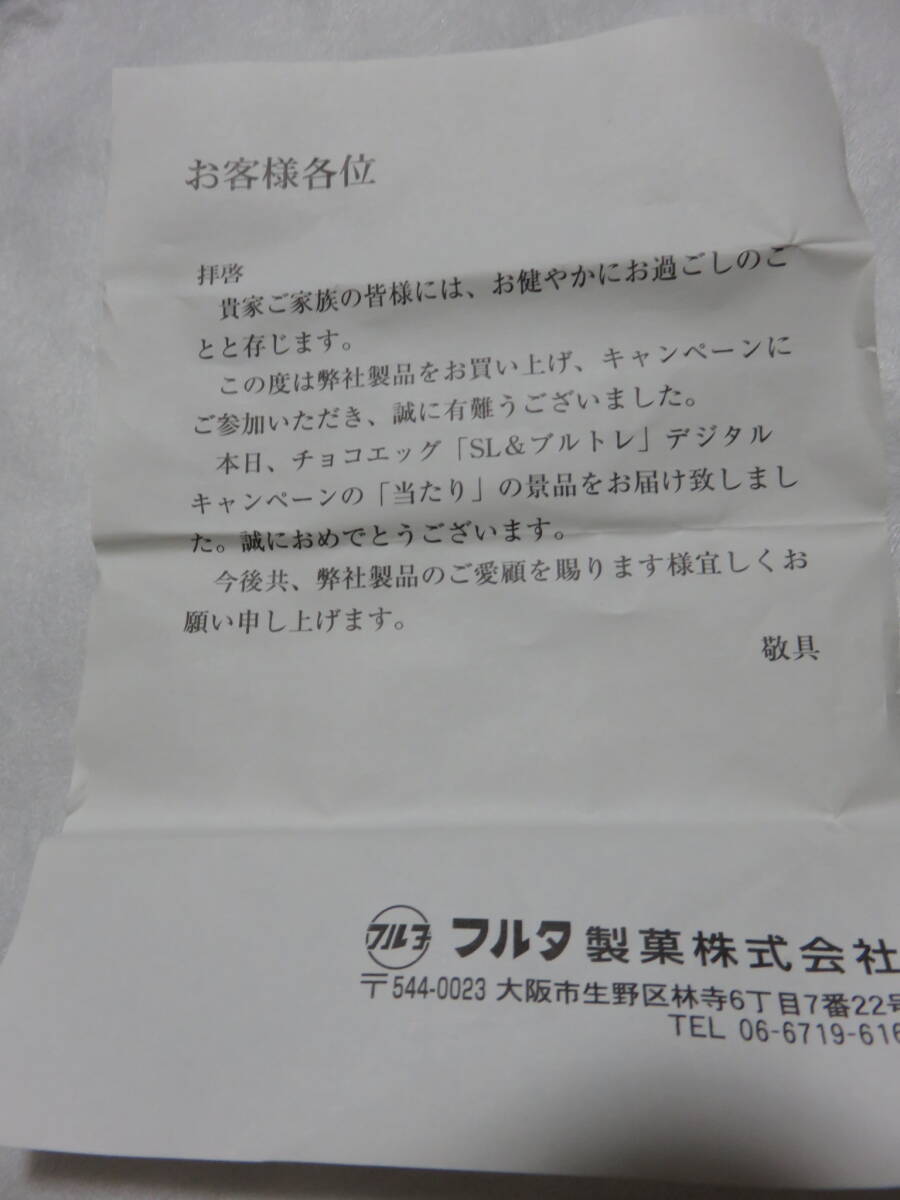 お客様各位
拝啓
貴家ご家族の皆様には、お健やかにお過ごしのこ
とと存じます。
この度は弊社製品をお買い上げ、キャンペーンに
ご参加いただき、誠に有難うございました。
本日、チョコエッグ「SL＆ブルトレ」デジタル
キャンペーンの「当たり」の景品をお届け致しまし
た。誠におめでとうございます。
今後共、弊社製品のご愛顧を賜ります様宜しくお
願い申し上げます。
敬具
フルタ フルタ製菓株式会社
〒544-0023 大阪市生野区林寺6丁目7番22号
TEL 06-6719-616